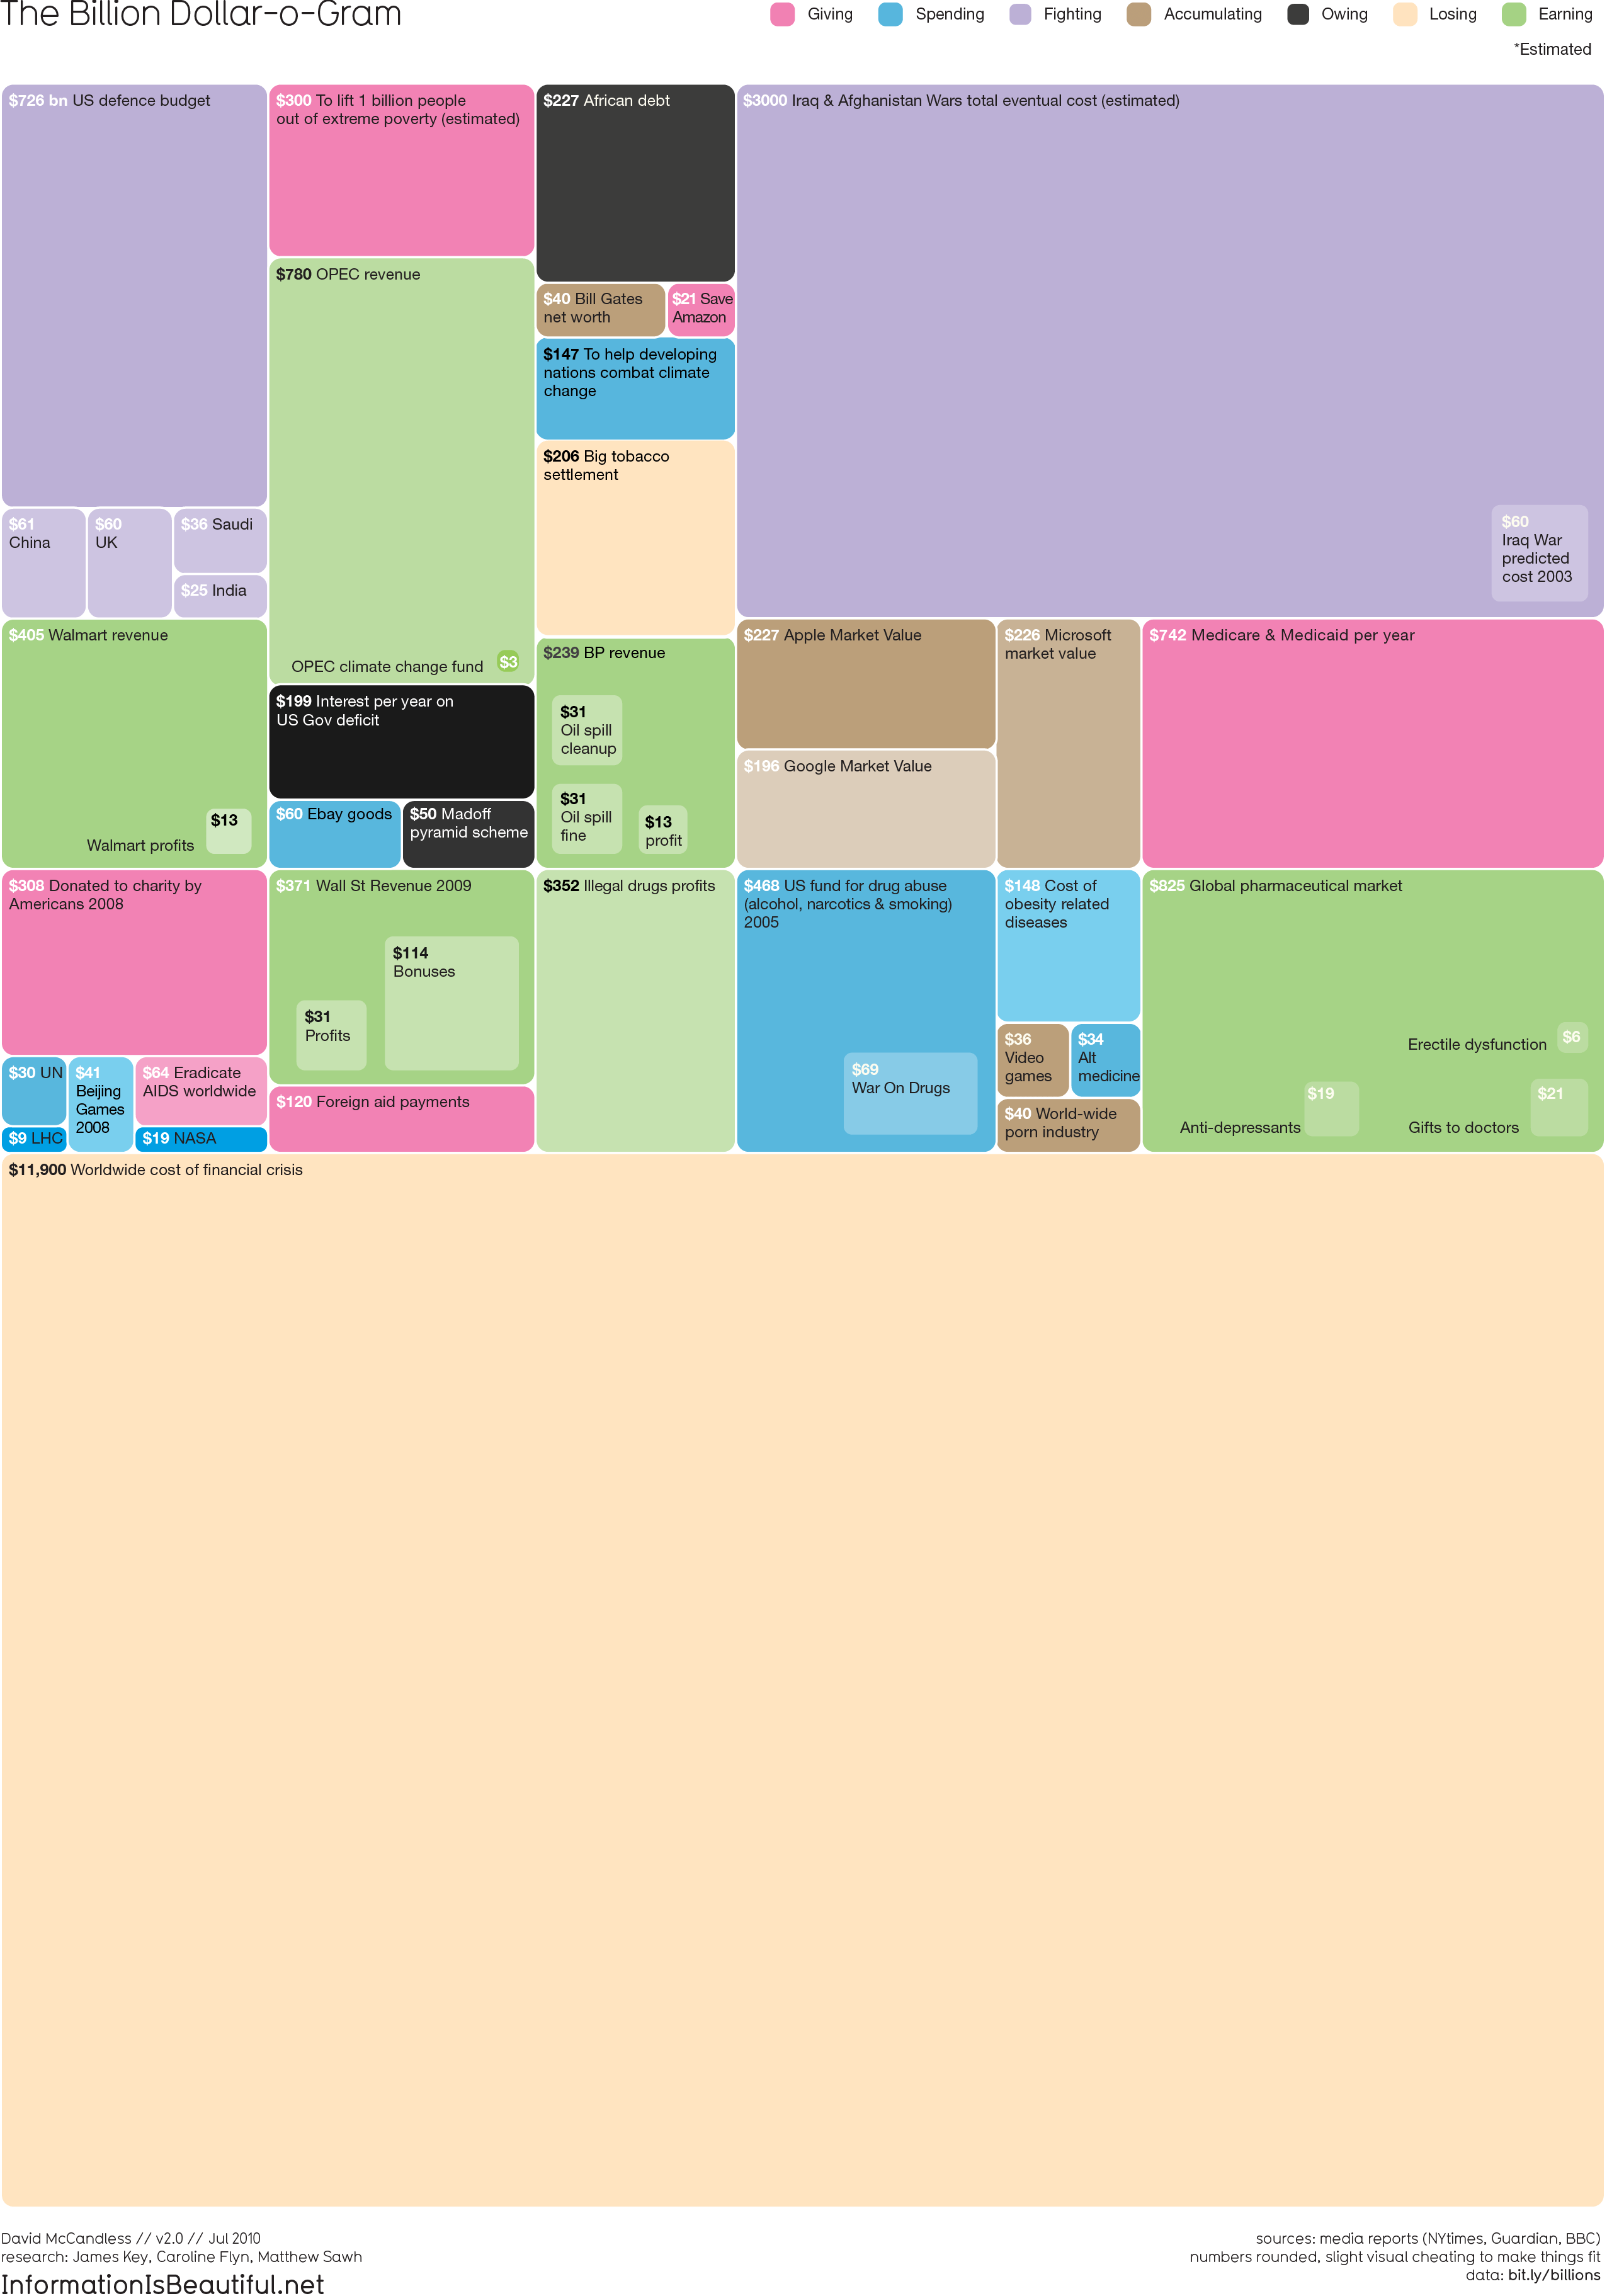 The Billion Dollar-o-Gram
Giving
Spending
Fighting
Accumulating
Owing
Losing
Earning
*Estimated
$726 bn US defence budget
$300 To lift 1 billion people
out of extreme poverty (estimated)
$227 African debt
$3000 Iraq & Afghanistan Wars total eventual cost (estimated)
$780 OPEC revenue
$40 Bill Gates
net worth
$21 Save
Amazon
$147 To help developing
nations combat climate
change
$206 Big tobacco
settlement
$61
China
$60
UK
$36 Saudi
$25 India
$60
Iraq War
predicted
cost 2003
$405 Walmart revenue
Walmart profits
$13
OPEC climate change fund
$3
$199 Interest per year on
US Gov deficit
$60 Ebay goods
$50 Madoff
pyramid scheme
$239 BP revenue
$31
Oil spill
cleanup
$31
Oil spill
fine
$13
profit
$227 Apple Market Value
$196 Google Market Value
$226 Microsoft
market value
$742 Medicare & Medicaid per year
$308 Donated to charity by
Americans 2008
$371 Wall St Revenue 2009
$114
Bonuses
$31
Profits
$352 Illegal drugs profits
$468 US fund for drug abuse
(alcohol, narcotics & smoking)
2005
$69
War On Drugs
$148 Cost of
obesity related
diseases
$825 Global pharmaceutical market
Erectile dysfunction
$6
Anti-depressants
$19
Gifts to doctors
$21
$36
Video
games
$34
Alt
medicine
$40 World-wide
porn industry
$30 UN
$9 LHC
$41
Beijing
Games
2008
$64 Eradicate
AIDS worldwide
$19 NASA
$120 Foreign aid payments
$11,900 Worldwide cost of financial crisis
David McCandless // v2.0 // Jul 2010
research: James Key, Caroline Flyn, Matthew Sawh
InformationIsBeautiful.net
sources: media reports (NYtimes, Guardian, BBC)
numbers rounded, slight visual cheating to make things fit
data: bit.ly/billions